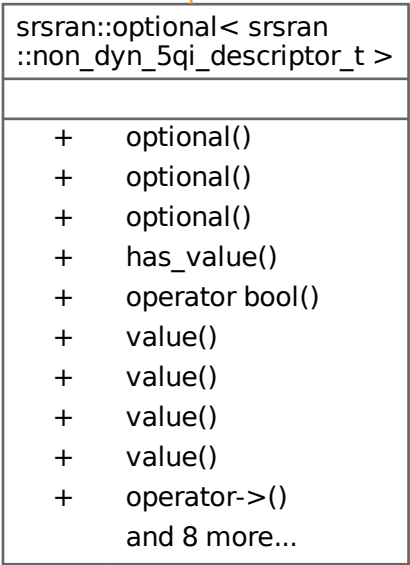 srsran::optional< srsran
::non_dyn_5qi_descriptor_t >
+ optional()
+ optional()
+ optional()
+ has_value()
+ operator bool()
+ value()
+ value()
+ value()
+ value()
+ operator->()
and 8 more...